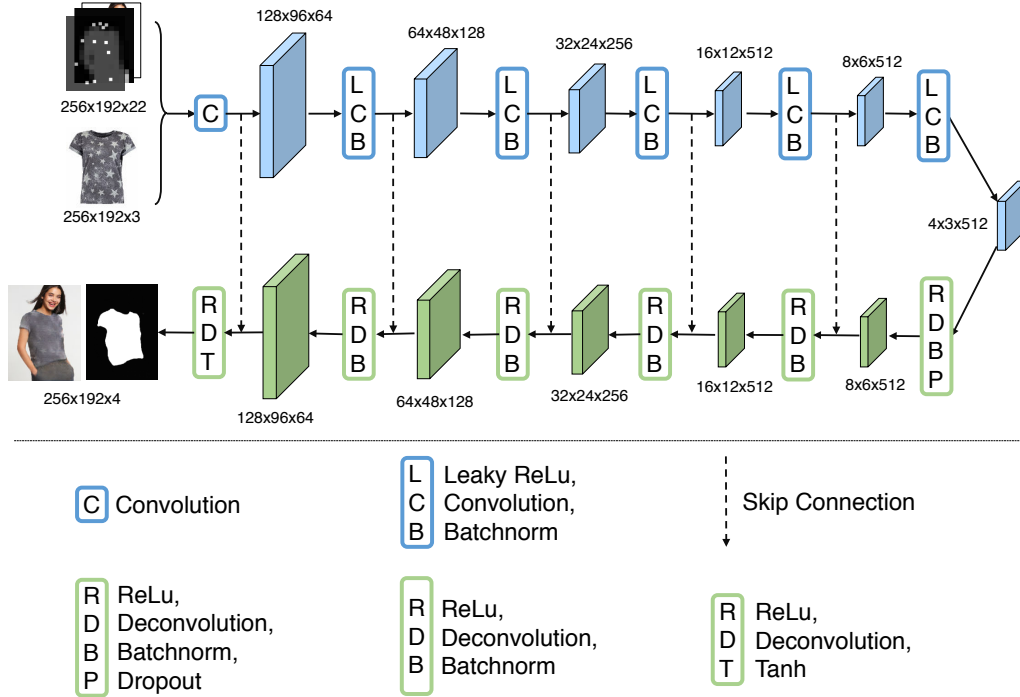 128x96x64
64x48x128
32x24x256
16x12x512
8x6x512
256x192x22
C
L
C
B
L
C
B
L
C
B
L
C
B
L
C
B
256x192x3
4x3x512
R
D
T
R
D
B
R
D
B
R
D
B
R
D
B
R
D
B
P
256x192x4
128x96x64
64x48x128
32x24x256
16x12x512
8x6x512
C Convolution
L Leaky ReLu,
C Convolution,
B Batchnorm
Skip Connection
R ReLu,
D Deconvolution,
B Batchnorm,
P Dropout
R ReLu,
D Deconvolution,
B Batchnorm
R ReLu,
D Deconvolution,
T Tanh